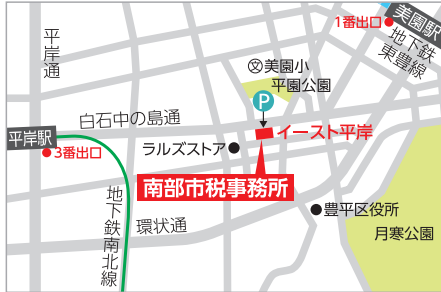 美園駅
1番出口
地下鉄
東豊線
平岸通
文美園小
平園公園
P
白石中の島通
イースト平岸
平岸駅
3番出口
ラルズストア
南部市税事務所
地下鉄南北線
環状通
豊平区役所
月寒公園